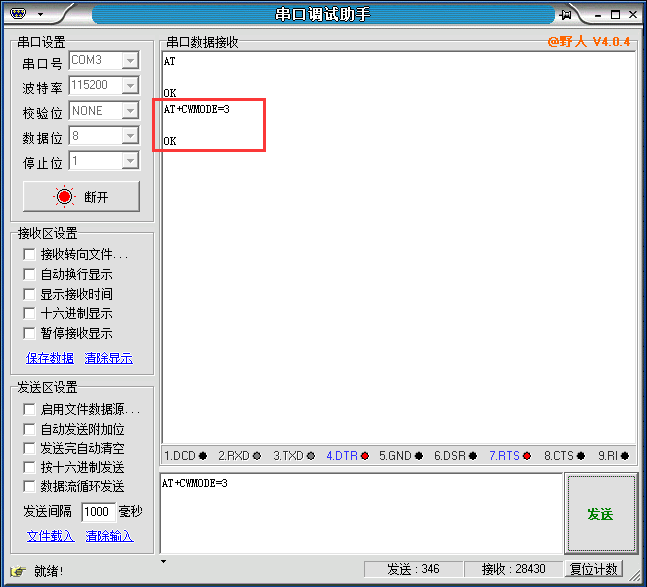 串口调试助手
串口设置
串口号 COM3
波特率 115200
校验位 NONE
数据位 8
停止位 1
断开
接收区设置
接收转向文件...
自动换行显示
显示接收时间
十六进制显示
暂停接收显示
保存数据 清除显示
发送区设置
启用文件数据源...
自动发送附加位
发送完自动清空
按十六进制发送
数据流循环发送
发送间隔 1000 毫秒
文件载入 清除输入
串口数据接收 @野人 V4.0.4
AT
OK
AT+CWMODE=3
OK
1.DCD 2.RXD 3.TXD 4.DTR 5.GND 6.DSR 7.RTS 8.CTS 9.RI
AT+CWMODE=3
发送
就绪! 发送 : 346 接收 : 28430 复位计数